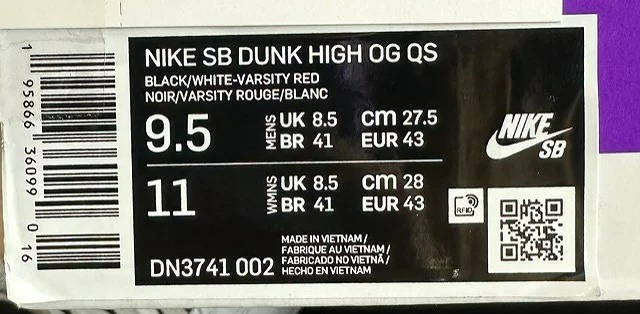 NIKE SB DUNK HIGH OG QS
BLACK/WHITE-VARSITY RED
NOIR/VARSITY ROUGE/BLANC
9.5 MENS UK 8.5 cm 27.5
BR 41 EUR 43
11 WMNS UK 8.5 cm 28
BR 41 EUR 43
NIKE
SB
RFID
DN3741 002
MADE IN VIETNAM /
FABRIQUE AU VIETNAM /
FABRICADO NO VIETNÃ /
HECHO EN VIETNAM
1 95866 36099 0 16